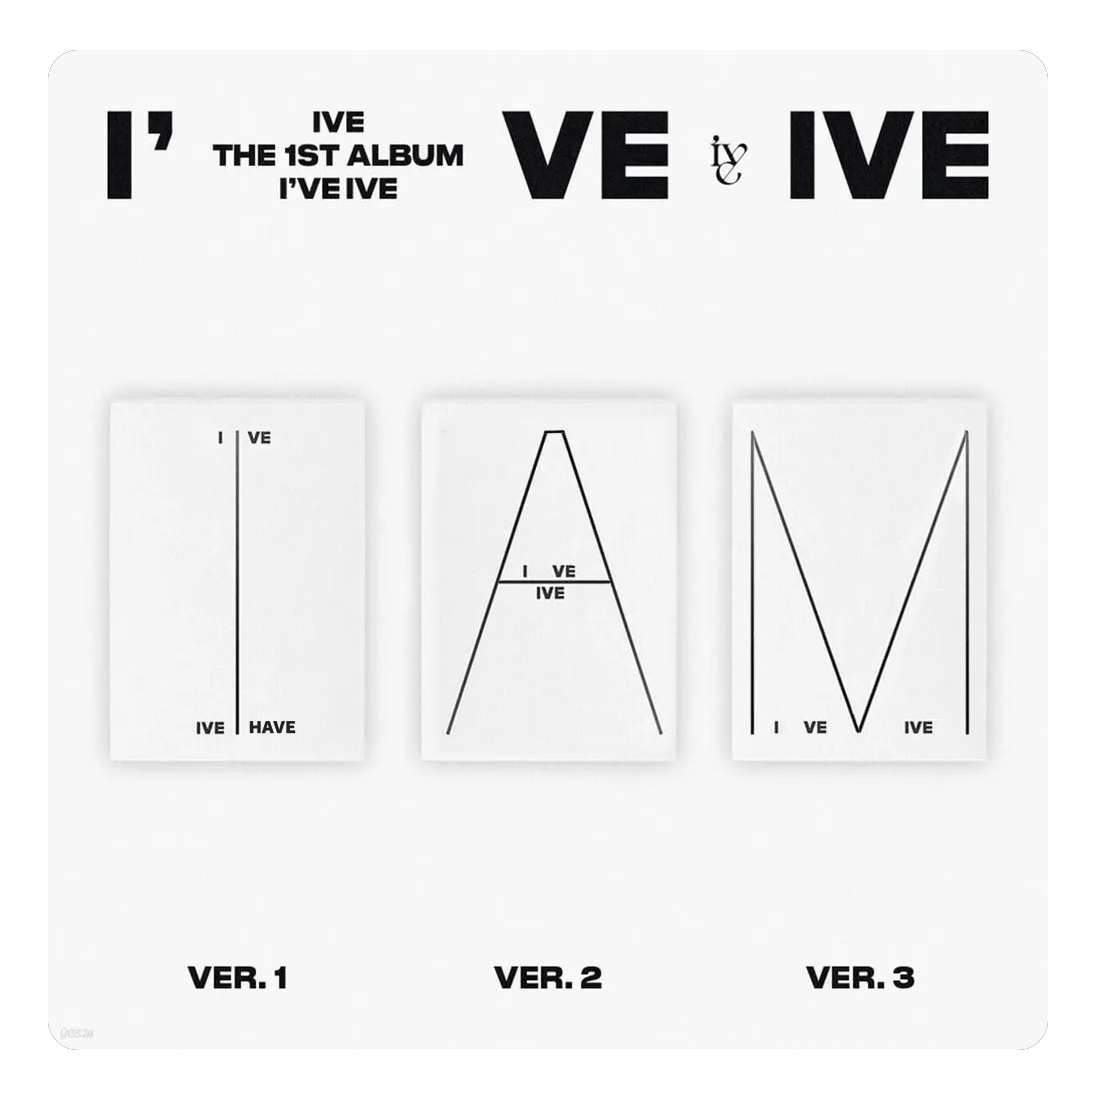 I’ VE IVE
IVE
THE 1ST ALBUM
I’VE IVE
ive
I VE
IVE HAVE
I VE
IVE
I VE IVE
VER. 1 VER. 2 VER. 3